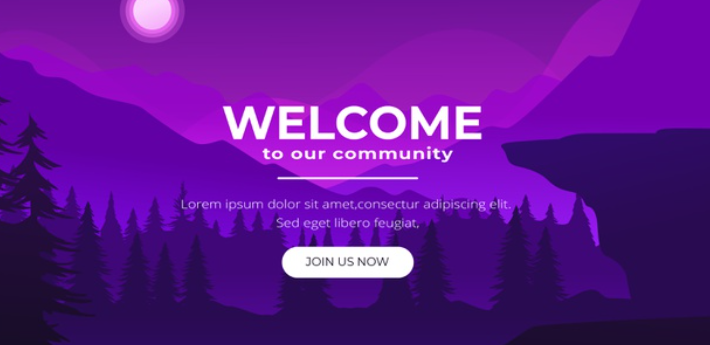 WELCOME
to our community
Lorem ipsum dolor sit amet,consectur adipiscing elit.
Sed eget libero feugiat,
JOIN US NOW